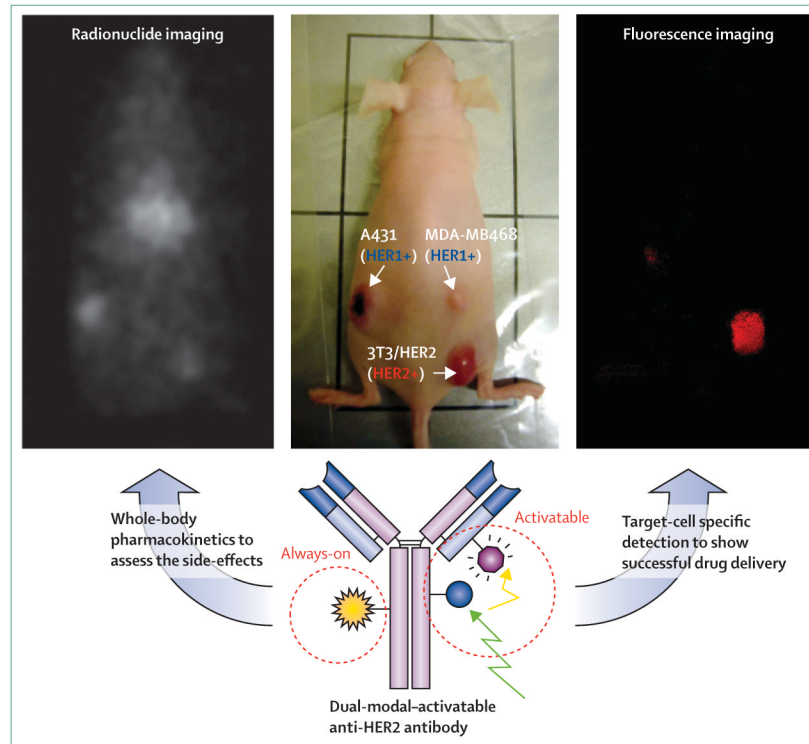 Radionuclide imaging
Fluorescence imaging
A431
(HER1+)
MDA-MB468
(HER1+)
3T3/HER2
(HER2+)
Whole-body
pharmacokinetics to
assess the side-effects
Always-on
Activatable
Target-cell specific
detection to show
successful drug delivery
Dual-modal–activatable
anti-HER2 antibody